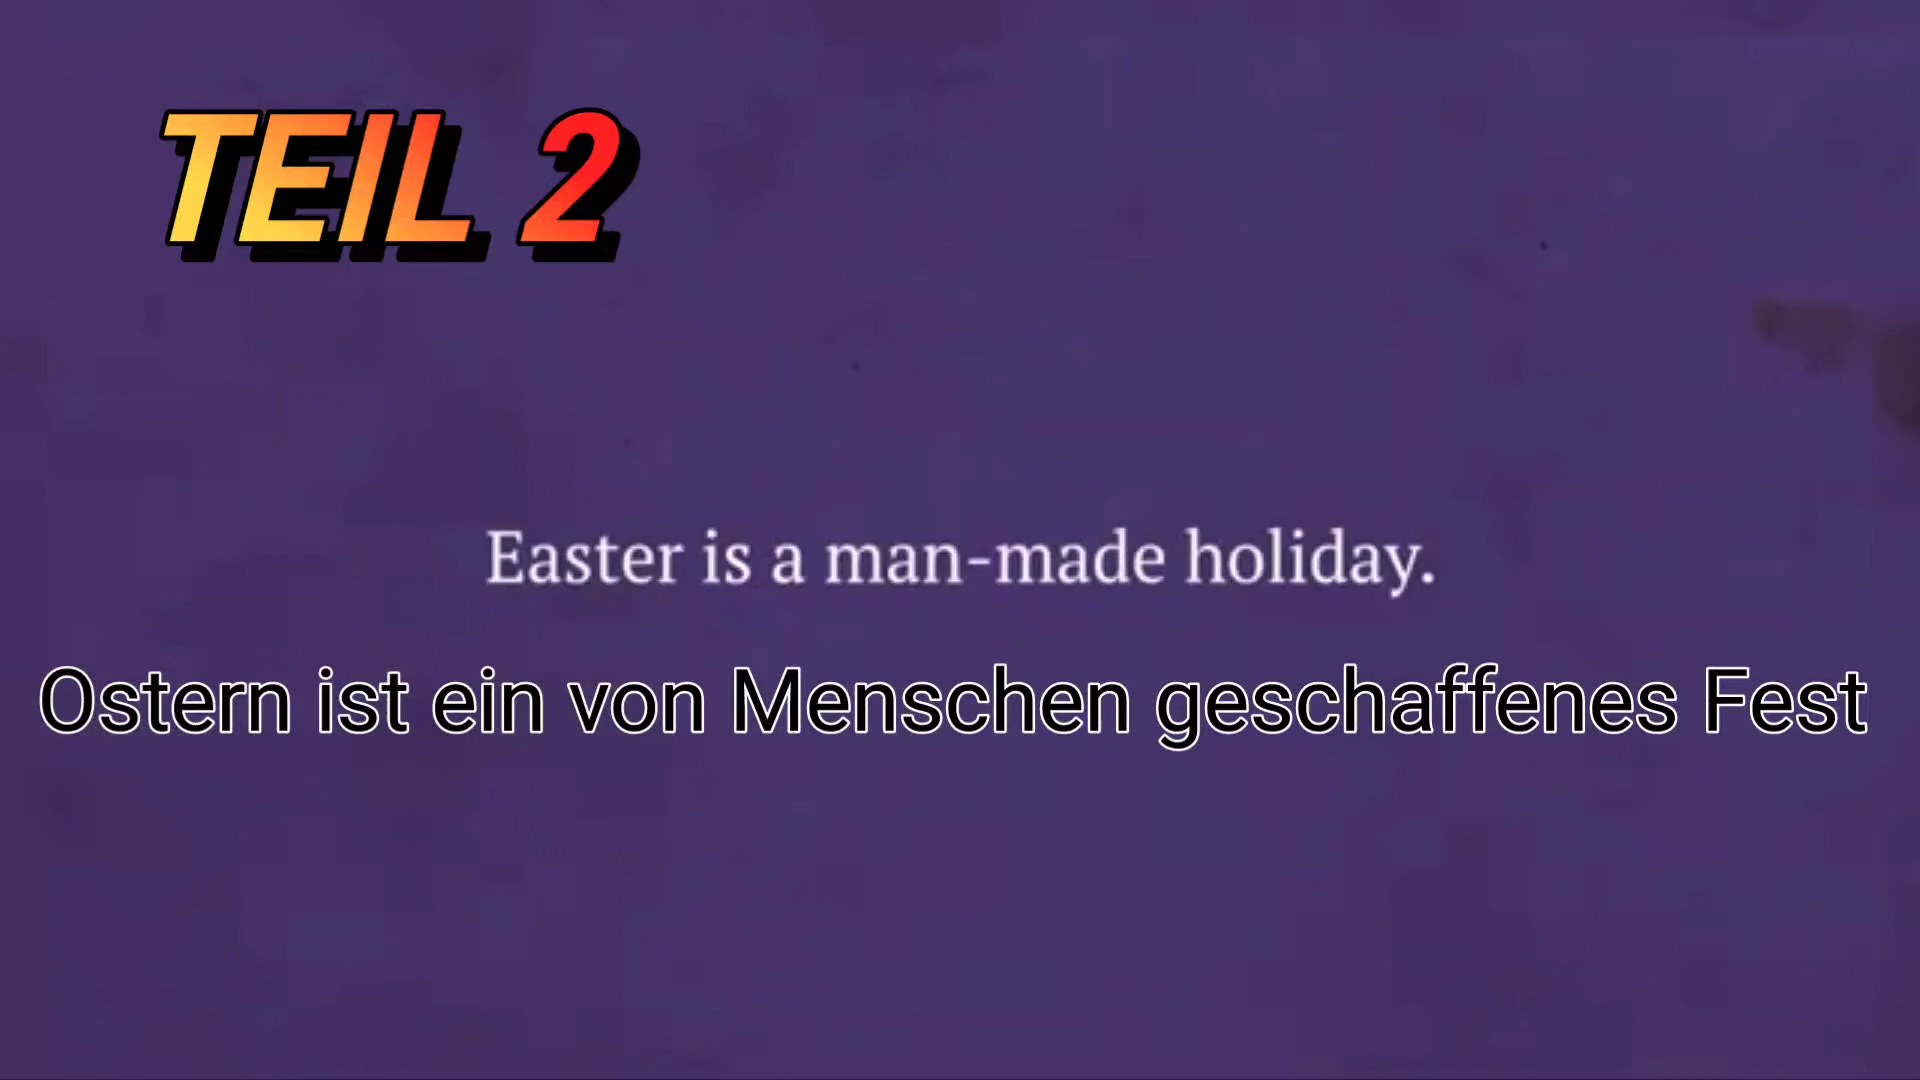 TEIL 2
Easter is a man-made holiday.
Ostern ist ein von Menschen geschaffenes Fest